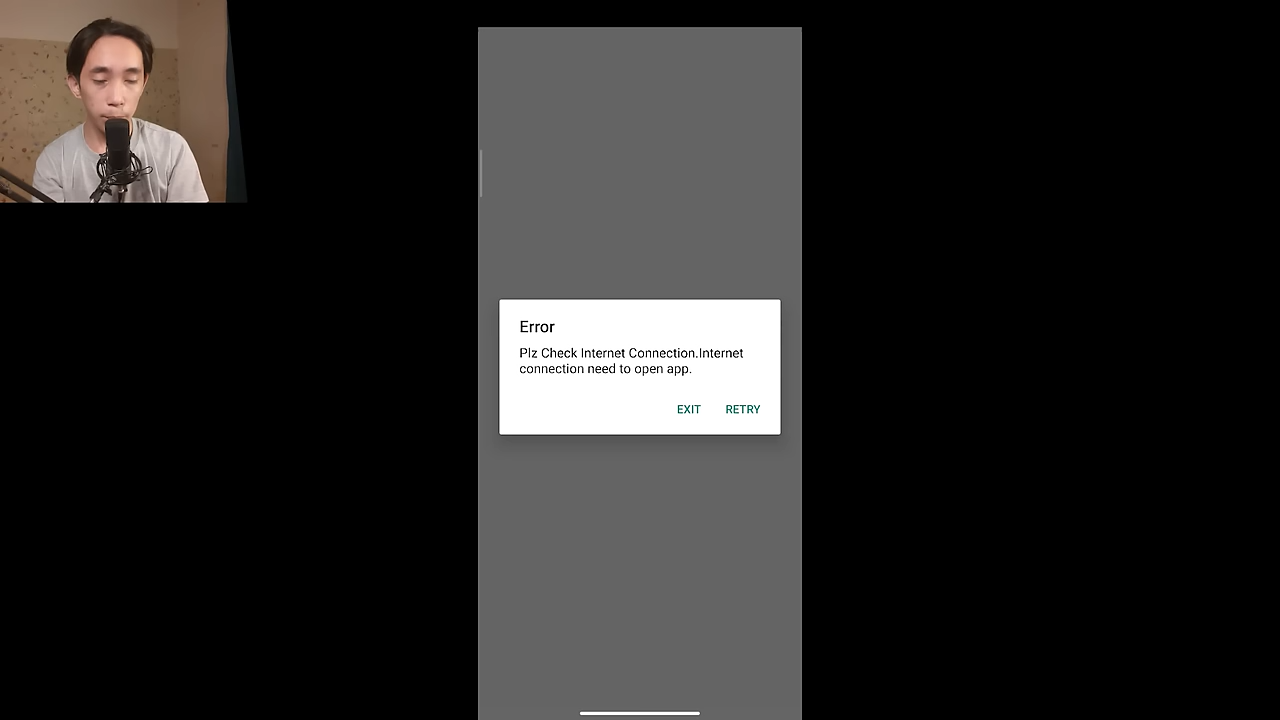 Error
Plz Check Internet Connection.Internet
connection need to open app.
EXIT RETRY